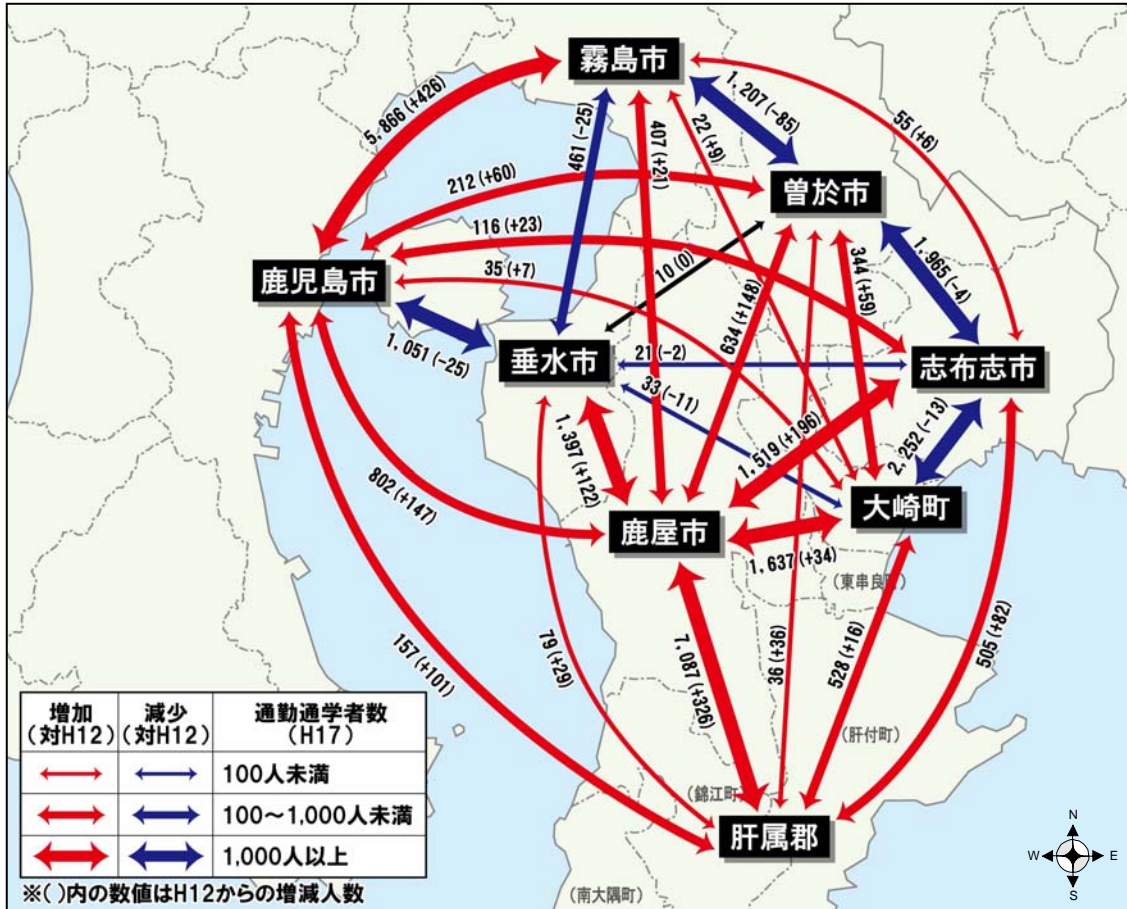 霧島市
5,866 (+426)
461 (-25)
407 (+21)
22 (+9)
1,207 (-85)
55 (+6)
212 (+60)
曽於市
116 (+23)
鹿児島市
35 (+7)
10 (0)
634 (+148)
344 (+59)
1,965 (-4)
1,051 (-25)
垂水市
21 (-2)
志布志市
33 (-11)
1,397 (+122)
1,519 (+196)
2,252 (-13)
802 (+147)
鹿屋市
大崎町
1,637 (+34)
(東串良町)
157 (+101)
79 (+29)
7,087 (+326)
36 (+36)
528 (+16)
505 (+82)
(肝付町)
(錦江町)
肝属郡
(南大隅町)
増加
(対H12)
減少
(対H12)
通勤通学者数
(H17)
100人未満
100~1,000人未満
1,000人以上
※( )内の数値はH12からの増減人数
N
W
E
S